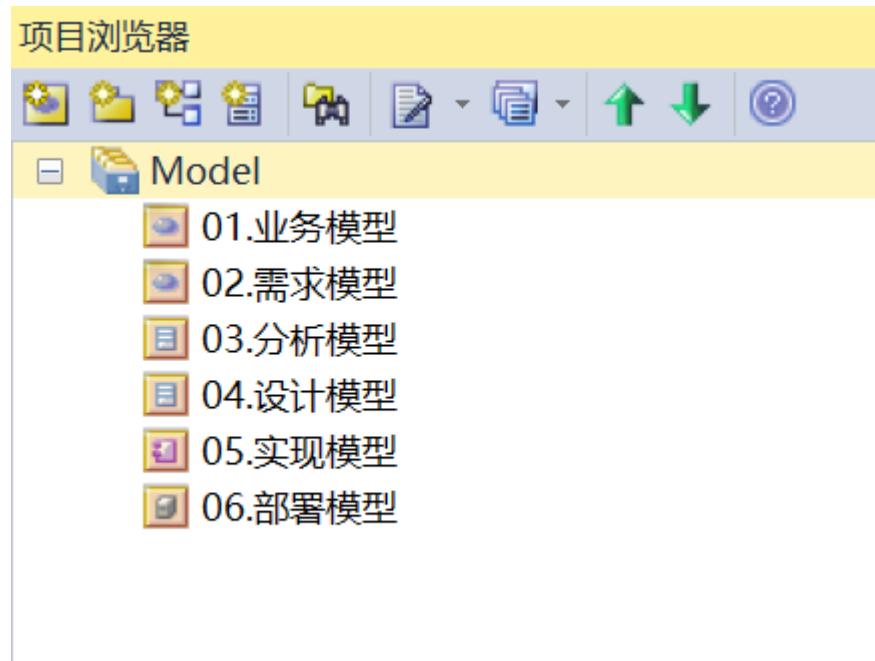 项目浏览器
Model
01.业务模型
02.需求模型
03.分析模型
04.设计模型
05.实现模型
06.部署模型